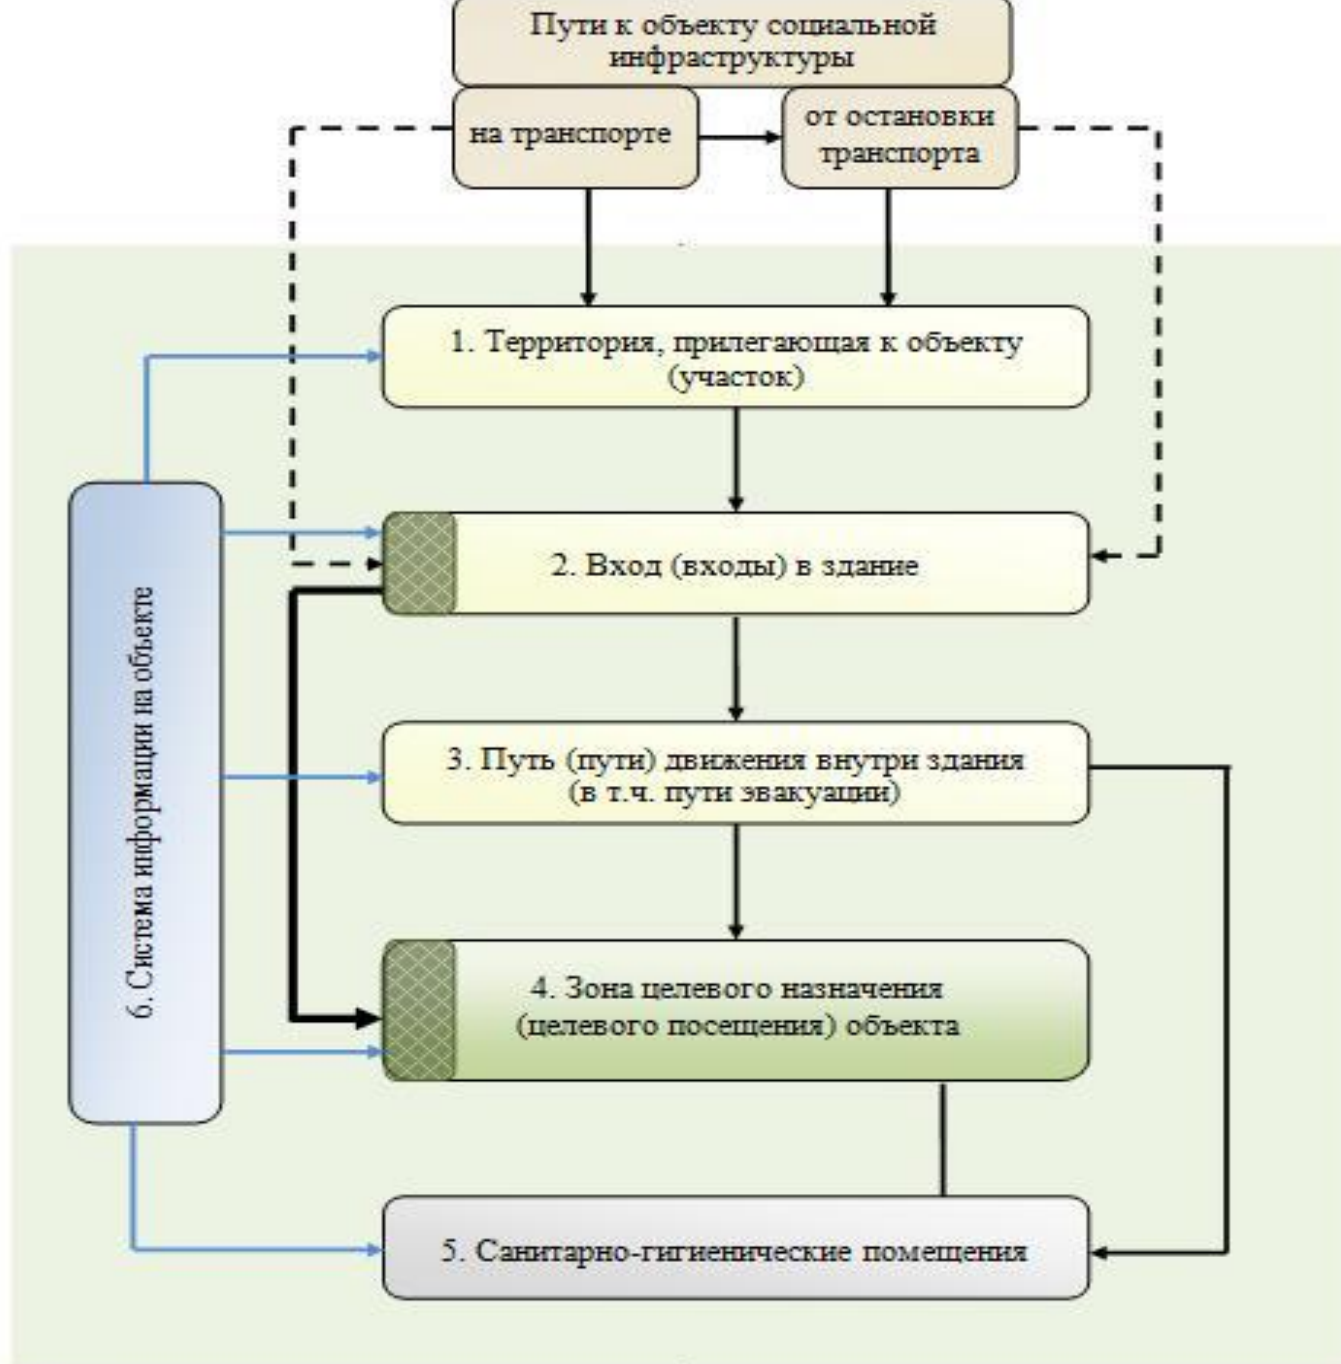 Пути к объекту социальной
инфраструктуры
на транспорте
от остановки
транспорта
1. Территория, прилегающая к объекту
(участок)
2. Вход (входы) в здание
3. Путь (пути) движения внутри здания
(в т.ч. пути эвакуации)
4. Зона целевого назначения
(целевого посещения) объекта
5. Санитарно-гигиенические помещения
6. Система информации на объекте